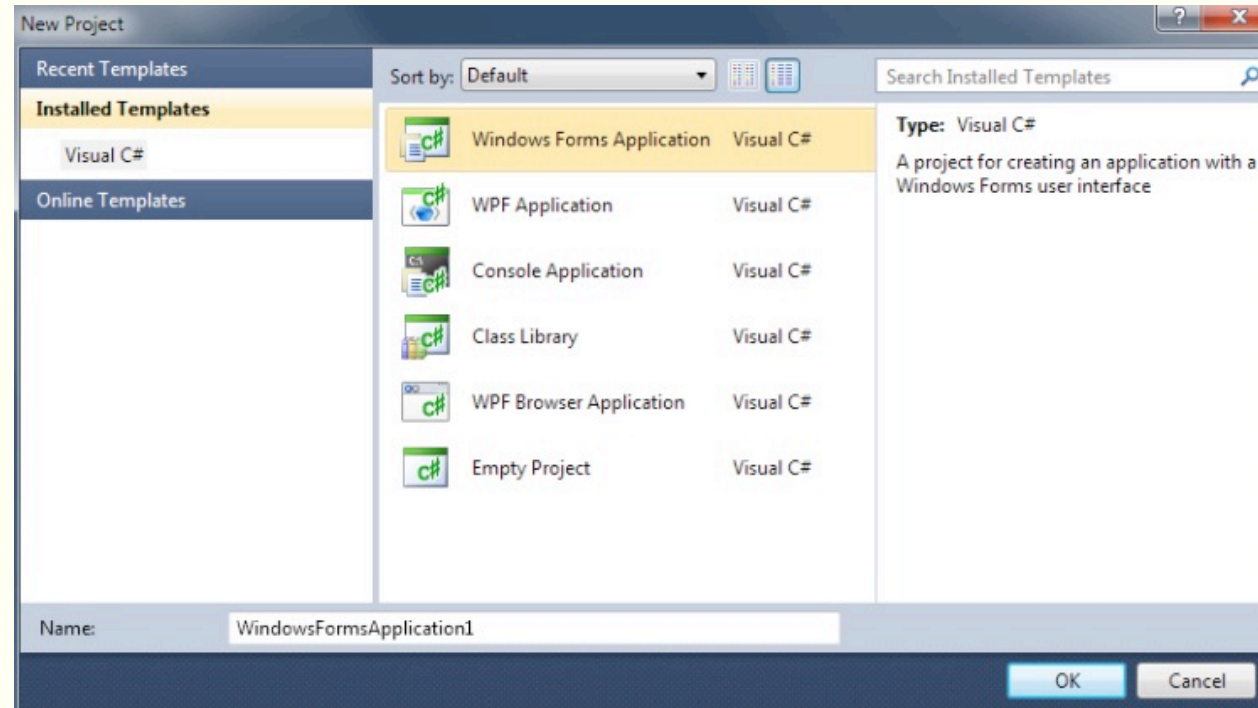 New Project
Recent Templates
Installed Templates
Visual C#
Online Templates
Sort by: Default
Windows Forms Application Visual C#
WPF Application Visual C#
Console Application Visual C#
Class Library Visual C#
WPF Browser Application Visual C#
Empty Project Visual C#
Search Installed Templates
Type: Visual C#
A project for creating an application with a
Windows Forms user interface
Name: WindowsFormsApplication1
OK Cancel